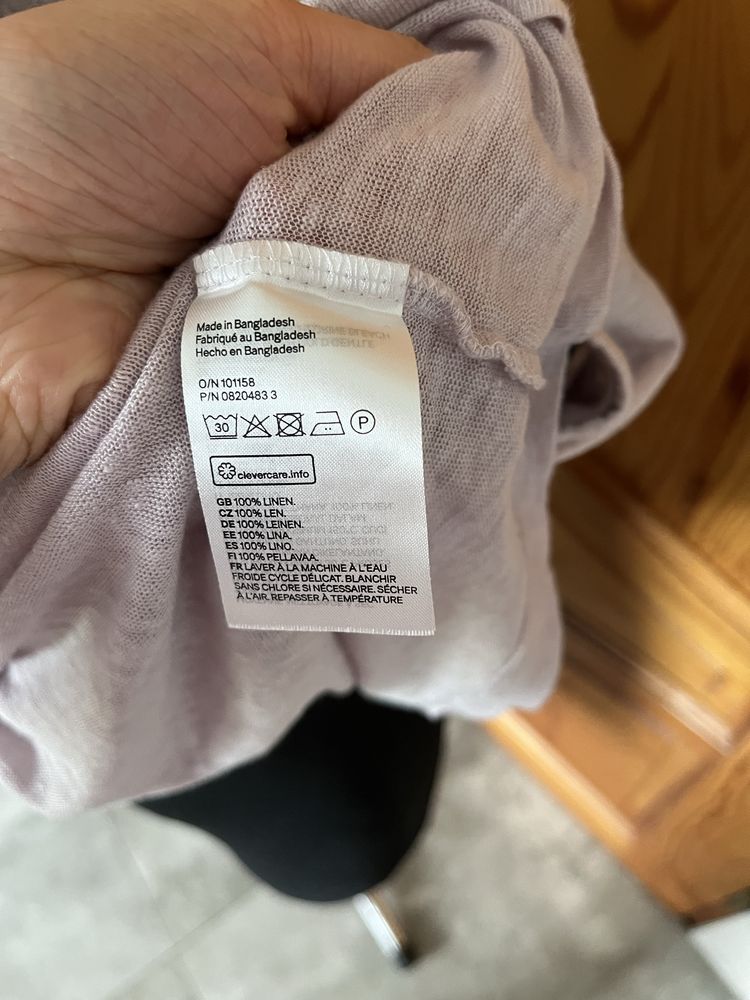 Made in Bangladesh
Fabriqué au Bangladesh
Hecho en Bangladesh
O/N 101158
P/N 0820483 3
30
P
clevercare.info
GB 100% LINEN.
CZ 100% LEN.
DE 100% LEINEN.
EE 100% LINA.
ES 100% LINO.
FI 100% PELLAVAA.
FR LAVER À LA MACHINE À L'EAU
FROIDE CYCLE DÉLICAT. BLANCHIR
SANS CHLORE SI NÉCESSAIRE. SÉCHER
À L'AIR. REPASSER À TEMPÉRATURE